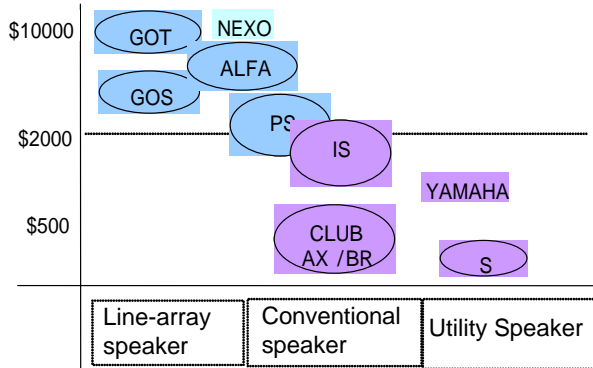 $10000
GOT
NEXO
ALFA
GOS
PS
$2000
IS
YAMAHA
$500
CLUB
AX /BR
S
Line-array
speaker
Conventional
speaker
Utility Speaker